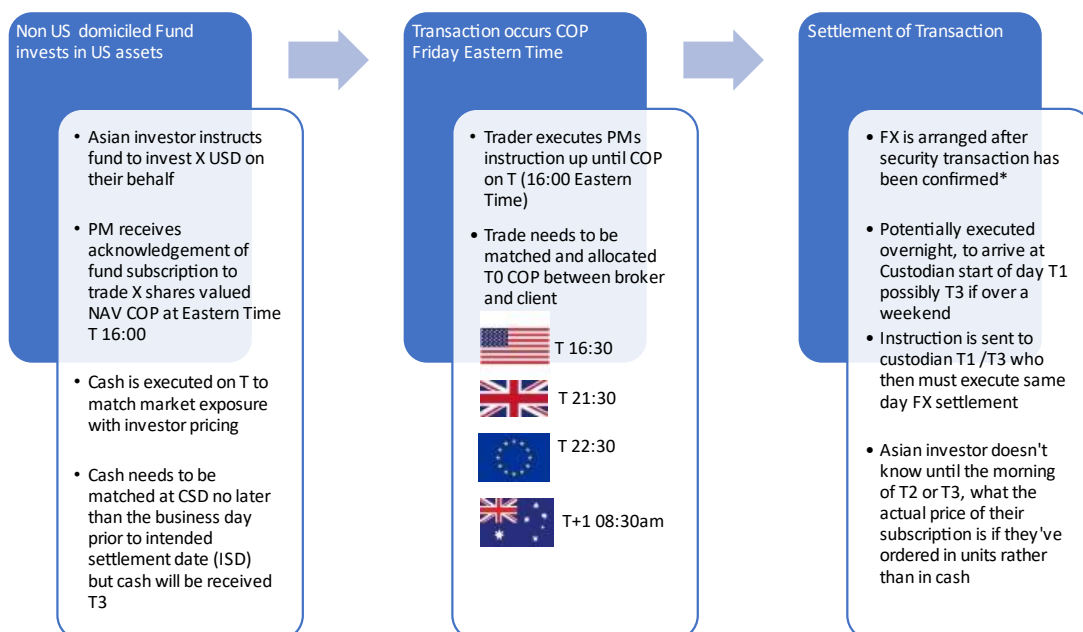 Non US domiciled Fund
invests in US assets
• Asian investor instructs
fund to invest X USD on
their behalf
• PM receives
acknowledgement of
fund subscription to
trade X shares valued
NAV COP at Eastern Time
T 16:00
• Cash is executed on T to
match market exposure
with investor pricing
• Cash needs to be
matched at CSD no later
than the business day
prior to intended
settlement date (ISD)
but cash will be received
T3
Transaction occurs COP
Friday Eastern Time
• Trader executes PMs
instruction up until COP
on T (16:00 Eastern
Time)
• Trade needs to be
matched and allocated
T0 COP between broker
and client
T 16:30
T 21:30
T 22:30
T+1 08:30am
Settlement of Transaction
• FX is arranged after
security transaction has
been confirmed*
• Potentially executed
overnight, to arrive at
Custodian start of day T1
possibly T3 if over a
weekend
• Instruction is sent to
custodian T1 /T3 who
then must execute same
day FX settlement
• Asian investor doesn't
know until the morning
of T2 or T3, what the
actual price of their
subscription is if they've
ordered in units rather
than in cash